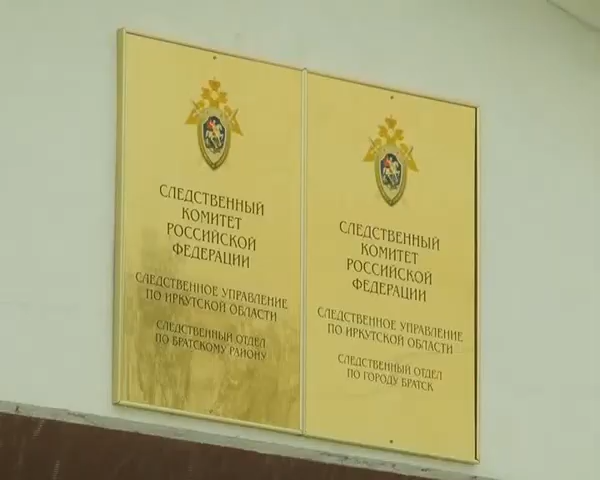 СЛЕДСТВЕННЫЙ
КОМИТЕТ
РОССИЙСКОЙ
ФЕДЕРАЦИИ
СЛЕДСТВЕННОЕ УПРАВЛЕНИЕ
ПО ИРКУТСКОЙ ОБЛАСТИ
СЛЕДСТВЕННЫЙ ОТДЕЛ
ПО БРАТСКОМУ РАЙОНУ
СЛЕДСТВЕННЫЙ
КОМИТЕТ
РОССИЙСКОЙ
ФЕДЕРАЦИИ
СЛЕДСТВЕННОЕ УПРАВЛЕНИЕ
ПО ИРКУТСКОЙ ОБЛАСТИ
СЛЕДСТВЕННЫЙ ОТДЕЛ
ПО ГОРОДУ БРАТСК